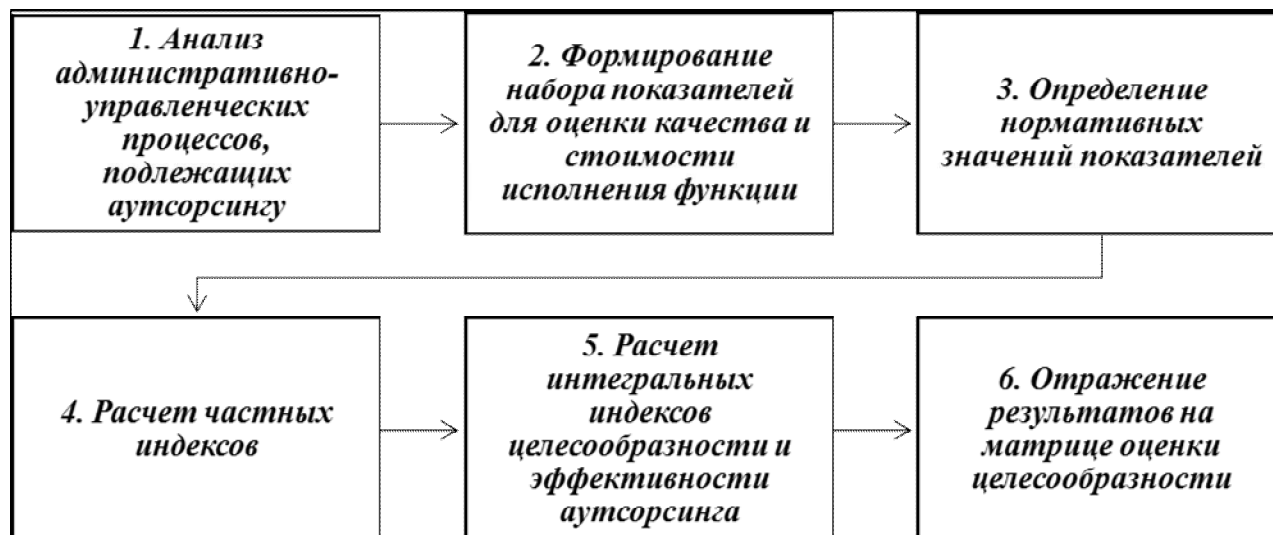 1. Анализ
административно-
управленческих
процессов,
подлежащих
аутсорсингу
2. Формирование
набора показателей
для оценки качества и
стоимости
исполнения функции
3. Определение
нормативных
значений показателей
4. Расчет частных
индексов
5. Расчет
интегральных
индексов
целесообразности и
эффективности
аутсорсинга
6. Отражение
результатов на
матрице оценки
целесообразности